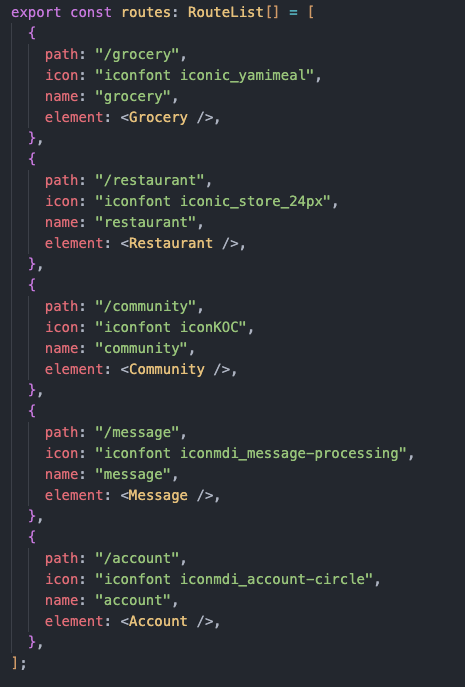 export const routes: RouteList[] = [
  {
    path: "/grocery",
    icon: "iconfont iconic_yamimeal",
    name: "grocery",
    element: <Grocery />,
  },
  {
    path: "/restaurant",
    icon: "iconfont iconic_store_24px",
    name: "restaurant",
    element: <Restaurant />,
  },
  {
    path: "/community",
    icon: "iconfont iconKOC",
    name: "community",
    element: <Community />,
  },
  {
    path: "/message",
    icon: "iconfont iconmdi_message-processing",
    name: "message",
    element: <Message />,
  },
  {
    path: "/account",
    icon: "iconfont iconmdi_account-circle",
    name: "account",
    element: <Account />,
  },
];